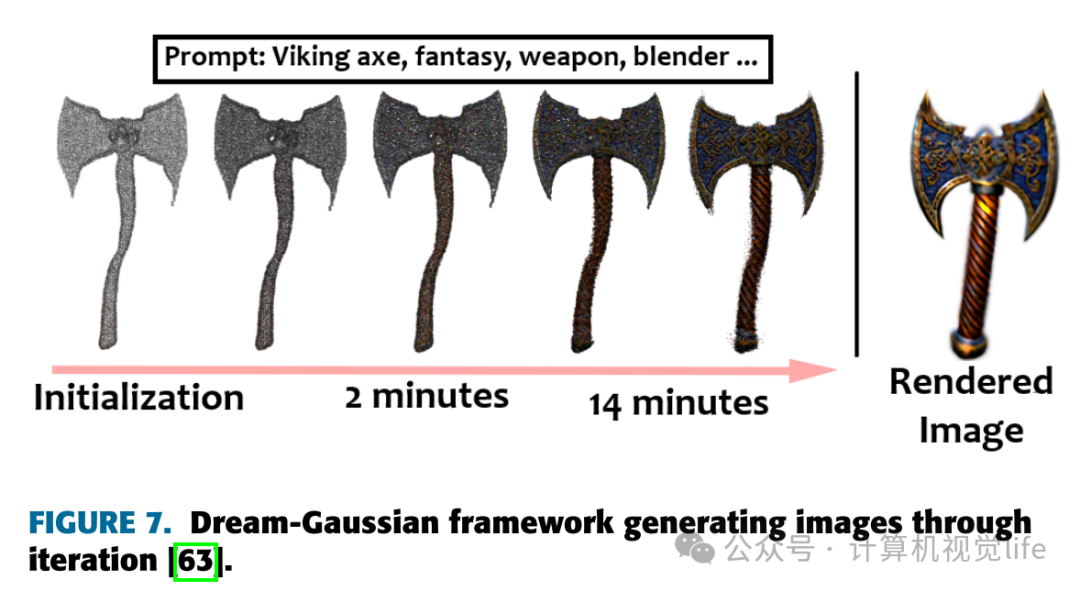 Prompt: Viking axe, fantasy, weapon, blender ...
Initialization
2 minutes
14 minutes
Rendered
Image
FIGURE 7. Dream-Gaussian framework generating images through
iteration [63].
公众号 · 计算机视觉life